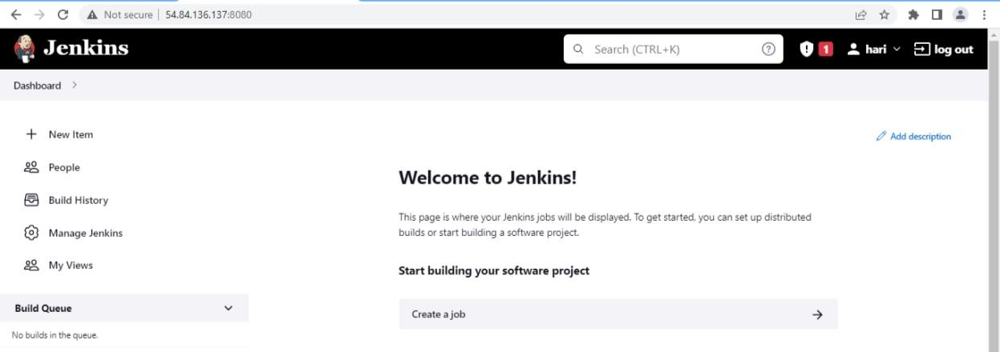 Not secure | 54.84.136.137:8080
Jenkins
Search (CTRL+K)
1
hari
log out
Dashboard
New Item
People
Build History
Manage Jenkins
My Views
Build Queue
No builds in the queue.
Add description
Welcome to Jenkins!
This page is where your Jenkins jobs will be displayed. To get started, you can set up distributed
builds or start building a software project.
Start building your software project
Create a job